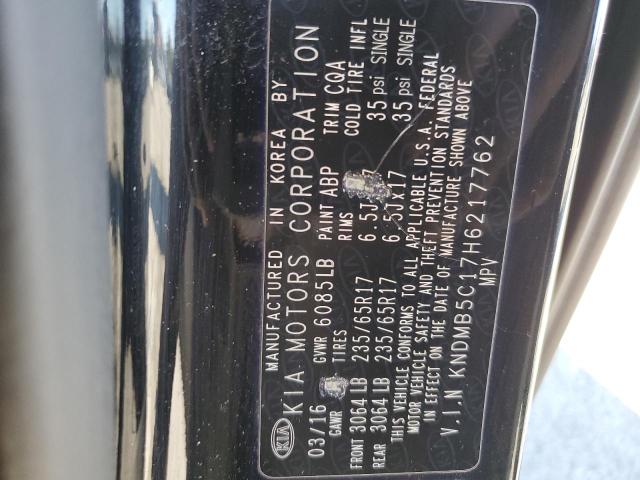 MANUFACTURED IN KOREA BY
KIA KIA MOTORS CORPORATION
03/16 GVWR 6085LB PAINT ABP TRIM CQA
GAWR TIRES RIMS COLD TIRE INFL
FRONT 3064 LB 235/65R17 6.5J 35 psi SINGLE
REAR 3064 LB 235/65R17 6.5Jx17 35 psi SINGLE
THIS VEHICLE CONFORMS TO ALL APPLICABLE U.S.A. FEDERAL
MOTOR VEHICLE SAFETY AND THEFT PREVENTION STANDARDS
IN EFFECT ON THE DATE OF MANUFACTURE SHOWN ABOVE
V.I.N KNDMB5C17H6217762
MPV